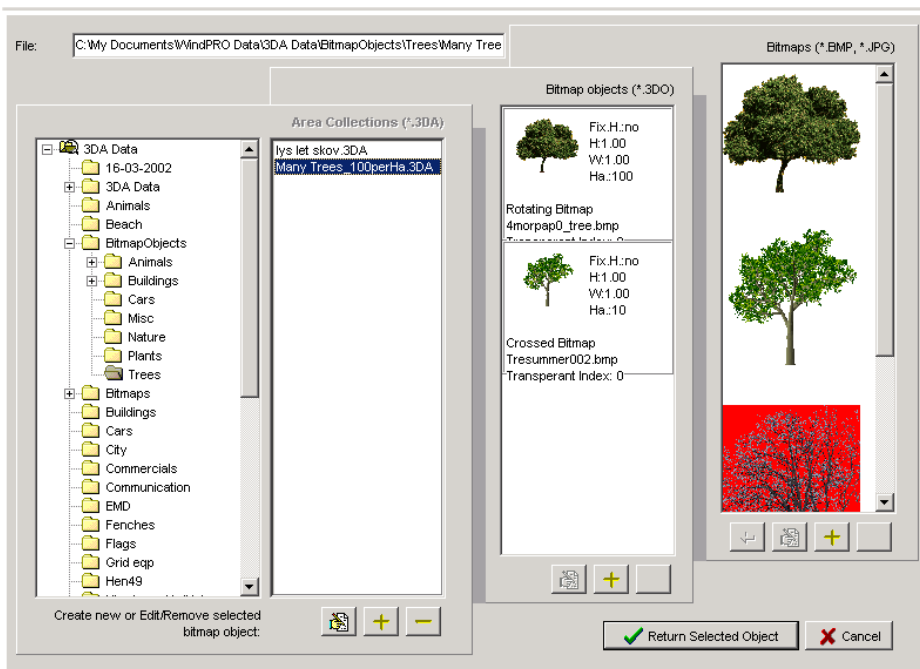 File:
C:\My Documents\WindPRO Data\3DA Data\BitmapObjects\Trees\Many Tree
Bitmaps (*.BMP, *.JPG)
Bitmap objects (*.3DO)
Area Collections (*.3DA)
3DA Data
16-03-2002
3DA Data
Animals
Beach
BitmapObjects
Animals
Buildings
Cars
Misc
Nature
Plants
Trees
Bitmaps
Buildings
Cars
City
Commercials
Communication
EMD
Fenches
Flags
Grid eqp
Hen49
lys let skov.3DA
Many Trees_100perHa.3DA
Fix.H.:no
H:1.00
W:1.00
Ha.:100
Rotating Bitmap
4morpap0_tree.bmp
Fix.H.:no
H:1.00
W:1.00
Ha.:10
Crossed Bitmap
Tresummer002.bmp
Transperant Index: 0
Create new or Edit/Remove selected
bitmap object:
Return Selected Object
Cancel